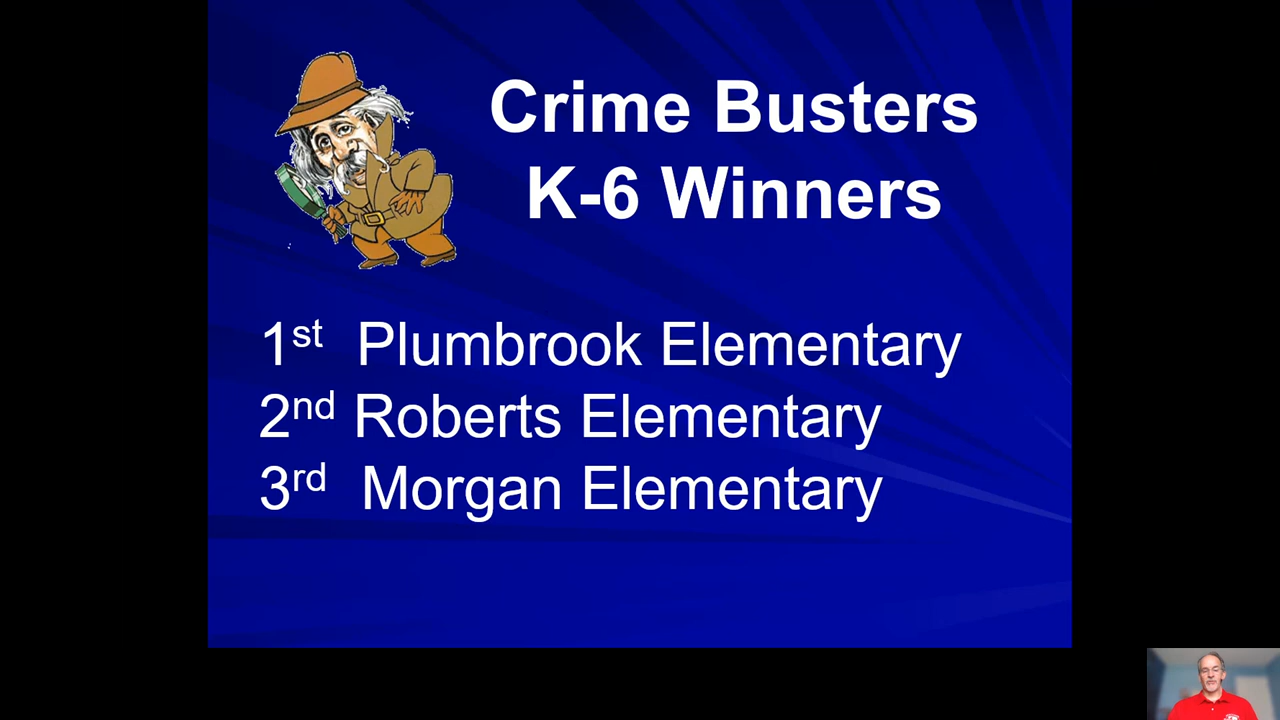 Crime Busters
K-6 Winners
1st Plumbrook Elementary
2nd Roberts Elementary
3rd Morgan Elementary